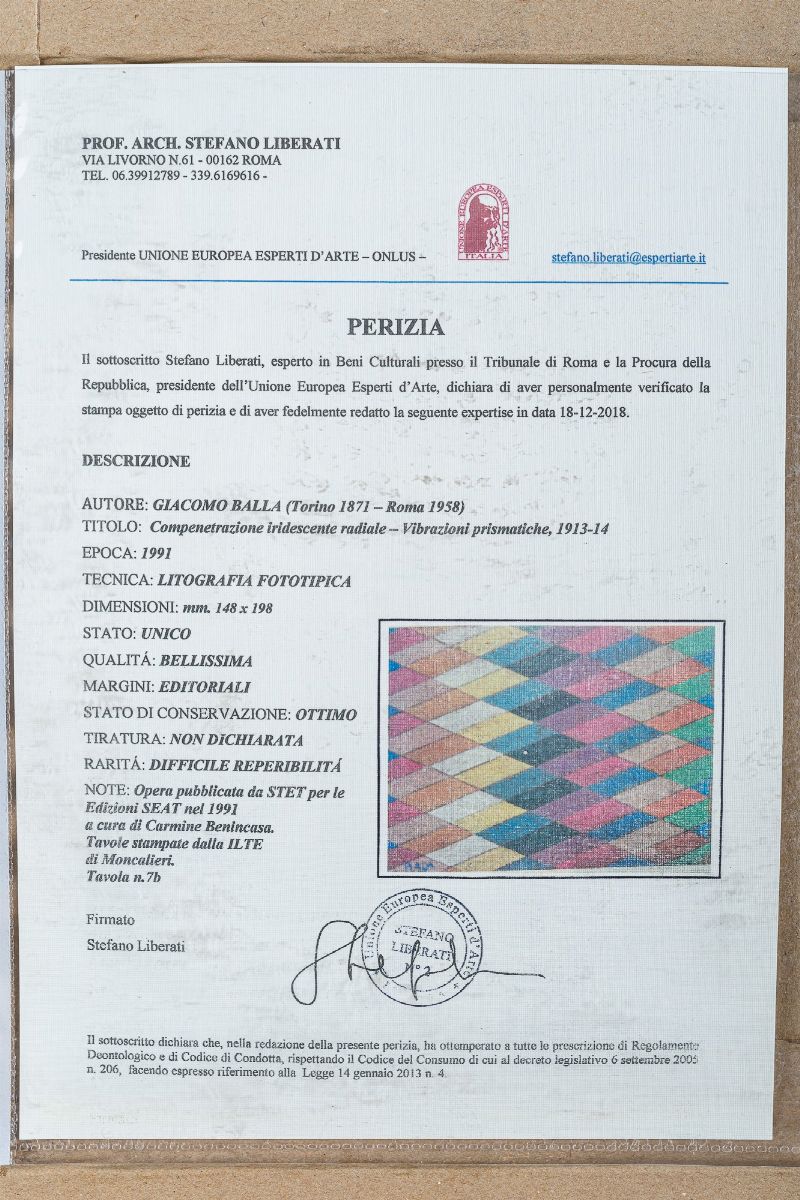 PROF. ARCH. STEFANO LIBERATI
VIA LIVORNO N.61 - 00162 ROMA
TEL. 06.39912789 - 339.6169616 -
UNIONE EUROPEA ESPERTI D'ARTE
ITALIA
Presidente UNIONE EUROPEA ESPERTI D'ARTE – ONLUS –
stefano.liberati@espertiarte.it
PERIZIA
Il sottoscritto Stefano Liberati, esperto in Beni Culturali presso il Tribunale di Roma e la Procura della
Repubblica, presidente dell'Unione Europea Esperti d'Arte, dichiara di aver personalmente verificato la
stampa oggetto di perizia e di aver fedelmente redatto la seguente expertise in data 18-12-2018.
DESCRIZIONE
AUTORE: GIACOMO BALLA (Torino 1871 – Roma 1958)
TITOLO: Compenetrazione iridescente radiale – Vibrazioni prismatiche, 1913-14
EPOCA: 1991
TECNICA: LITOGRAFIA FOTOTIPICA
DIMENSIONI: mm. 148 x 198
STATO: UNICO
QUALITÁ: BELLISSIMA
MARGINI: EDITORIALI
STATO DI CONSERVAZIONE: OTTIMO
TIRATURA: NON DICHIARATA
RARITÁ: DIFFICILE REPERIBILITÁ
NOTE: Opera pubblicata da STET per le
Edizioni SEAT nel 1991
a cura di Carmine Benincasa.
Tavole stampate dalla ILTE
di Moncalieri.
Tavola n.7b
Firmato
Stefano Liberati
Unione Europea Esperti d'Arte
STEFANO
LIBERATI
N° 2
Il sottoscritto dichiara che, nella redazione della presente perizia, ha ottemperato a tutte le prescrizione di Regolamento
Deontologico e di Codice di Condotta, rispettando il Codice del Consumo di cui al decreto legislativo 6 settembre 2005
n. 206, facendo espresso riferimento alla Legge 14 gennaio 2013 n. 4.